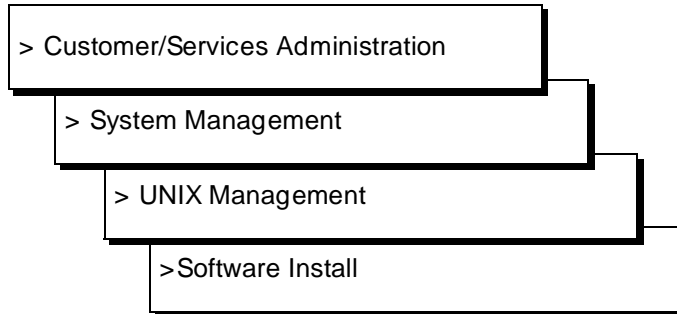 > Customer/Services Administration
> System Management
> UNIX Management
>Software Install